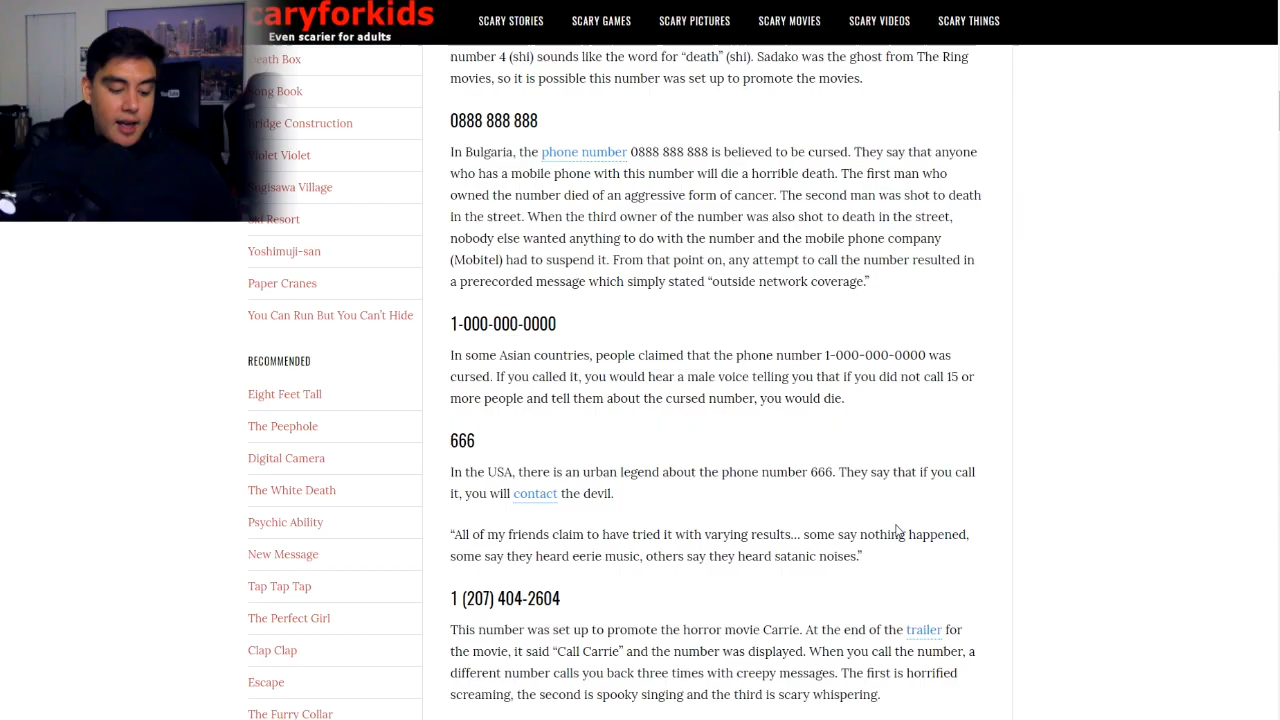 caryforkids
Even scarier for adults
SCARY STORIES SCARY GAMES SCARY PICTURES SCARY MOVIES SCARY VIDEOS SCARY THINGS
Death Box
Song Book
Bridge Construction
Violet Violet
Sugisawa Village
Ski Resort
Yoshimuji-san
Paper Cranes
You Can Run But You Can’t Hide
RECOMMENDED
Eight Feet Tall
The Peephole
Digital Camera
The White Death
Psychic Ability
New Message
Tap Tap Tap
The Perfect Girl
Clap Clap
Escape
The Furry Collar
number 4 (shi) sounds like the word for “death” (shi). Sadako was the ghost from The Ring
movies, so it is possible this number was set up to promote the movies.
0888 888 888
In Bulgaria, the phone number 0888 888 888 is believed to be cursed. They say that anyone
who has a mobile phone with this number will die a horrible death. The first man who
owned the number died of an aggressive form of cancer. The second man was shot to death
in the street. When the third owner of the number was also shot to death in the street,
nobody else wanted anything to do with the number and the mobile phone company
(Mobitel) had to suspend it. From that point on, any attempt to call the number resulted in
a prerecorded message which simply stated “outside network coverage.”
1-000-000-0000
In some Asian countries, people claimed that the phone number 1-000-000-0000 was
cursed. If you called it, you would hear a male voice telling you that if you did not call 15 or
more people and tell them about the cursed number, you would die.
666
In the USA, there is an urban legend about the phone number 666. They say that if you call
it, you will contact the devil.
“All of my friends claim to have tried it with varying results… some say nothing happened,
some say they heard eerie music, others say they heard satanic noises.”
1 (207) 404-2604
This number was set up to promote the horror movie Carrie. At the end of the trailer for
the movie, it said “Call Carrie” and the number was displayed. When you call the number, a
different number calls you back three times with creepy messages. The first is horrified
screaming, the second is spooky singing and the third is scary whispering.